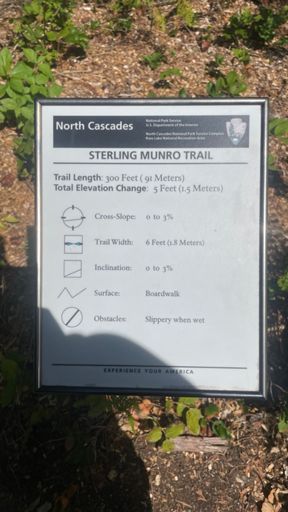 North Cascades
National Park Service
U.S. Department of the Interior
North Cascades National Park Service Complex
Ross Lake National Recreation Area
STERLING MUNRO TRAIL
Trail Length: 300 Feet ( 91 Meters)
Total Elevation Change: 5 Feet (1.5 Meters)
Cross-Slope: 0 to 3%
Trail Width: 6 Feet (1.8 Meters)
Inclination: 0 to 3%
Surface: Boardwalk
Obstacles: Slippery when wet
EXPERIENCE YOUR AMERICA